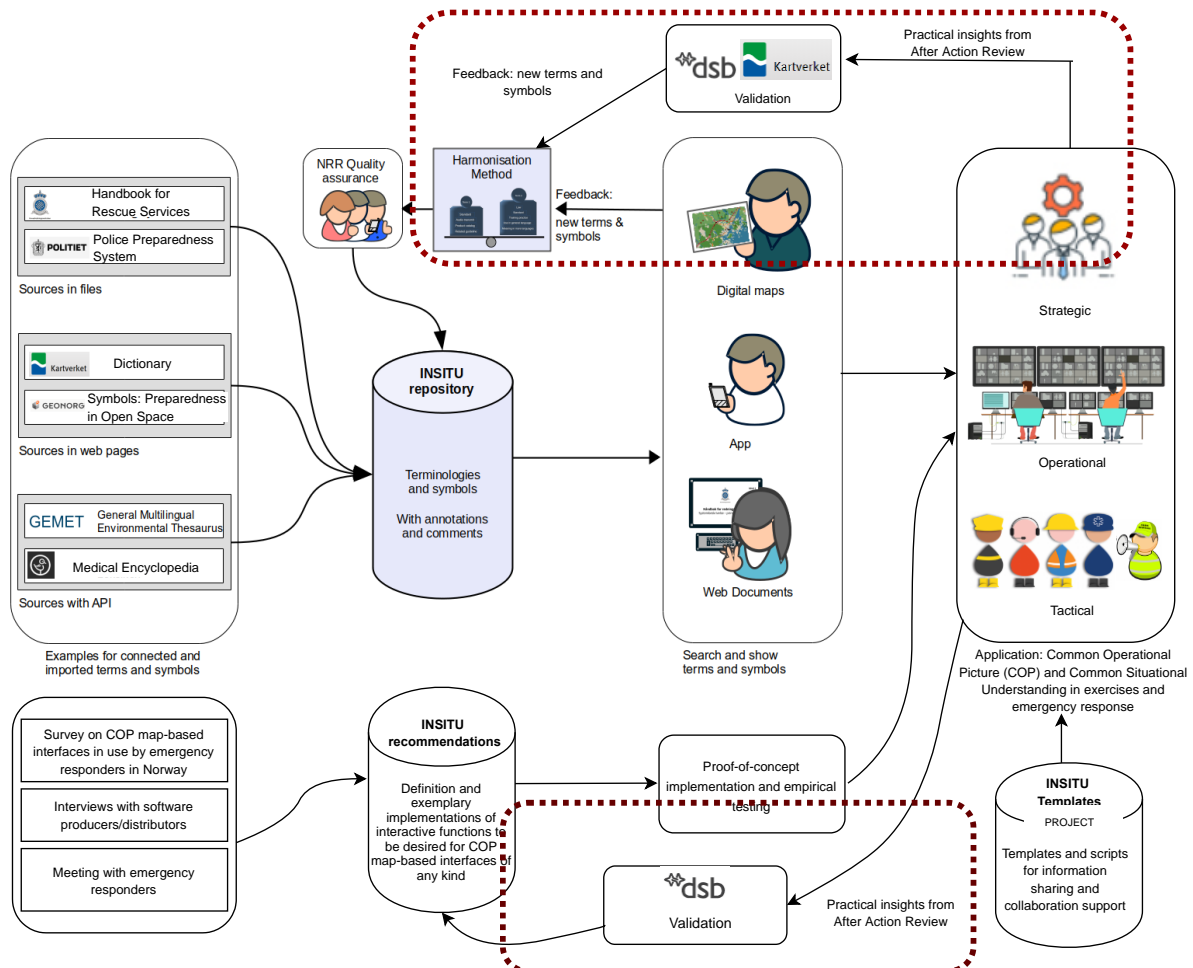 Practical insights from
After Action Review
dsb
Kartverket
Validation
Feedback: new terms and
symbols
NRR Quality
assurance
Harmonisation
Method
Feedback:
new terms &
symbols
Handbook for
Rescue Services
POLITIET
Police Preparedness
System
Sources in files
Kartverket
Dictionary
GEONORG
Symbols: Preparedness
in Open Space
Sources in web pages
GEMET
General Multilingual
Environmental Thesaurus
Medical Encyclopedia
Sources with API
Examples for connected and
imported terms and symbols
INSITU
repository
Terminologies
and symbols
With annotations
and comments
Digital maps
App
Web Documents
Search and show
terms and symbols
Strategic
Operational
Tactical
Application: Common Operational
Picture (COP) and Common Situational
Understanding in exercises and
emergency response
Survey on COP map-based
interfaces in use by emergency
responders in Norway
Interviews with software
producers/distributors
Meeting with emergency
responders
INSITU
recommendations
Definition and
exemplary
implementations of
interactive functions to
be desired for COP
map-based interfaces of
any kind
Proof-of-concept
implementation and empirical
testing
dsb
Validation
Practical insights from
After Action Review
INSITU
Templates
PROJECT
Templates and scripts
for information
sharing and
collaboration support